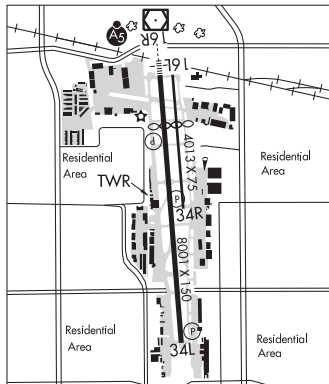 A5
16R
16L
P
4013 X 75
Residential
Area
Residential
Area
TWR
P
34R
8001 X 150
Residential
Area
Residential
Area
P
34L